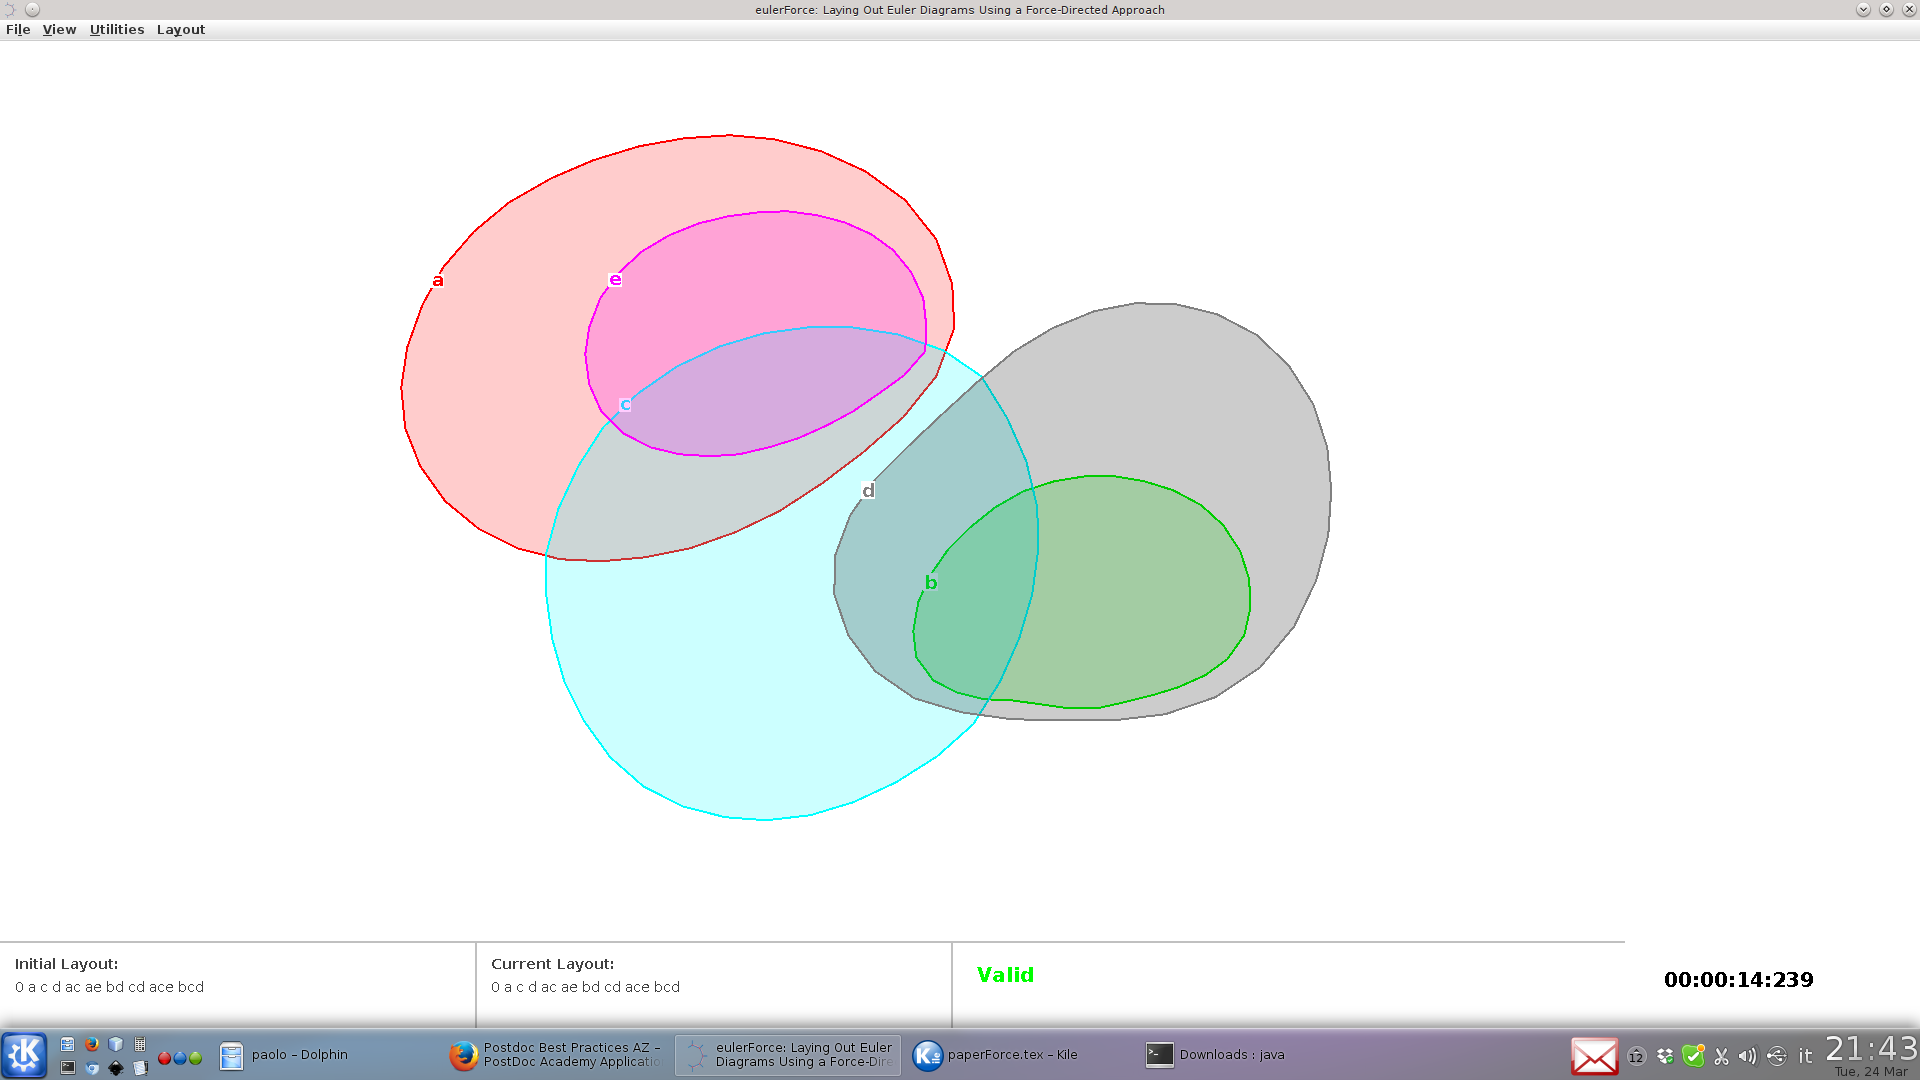 eulerForce: Laying Out Euler Diagrams Using a Force-Directed Approach
File View Utilities Layout
a
e
c
d
b
Initial Layout:
0 a c d ac ae bd cd ace bcd
Current Layout:
0 a c d ac ae bd cd ace bcd
Valid
00:00:14:239
paolo – Dolphin
Postdoc Best Practices AZ –
PostDoc Academy Applicatio
eulerForce: Laying Out Euler
Diagrams Using a Force-Dire
paperForce.tex – Kile
Downloads : java
12
it
21:43
Tue, 24 Mar